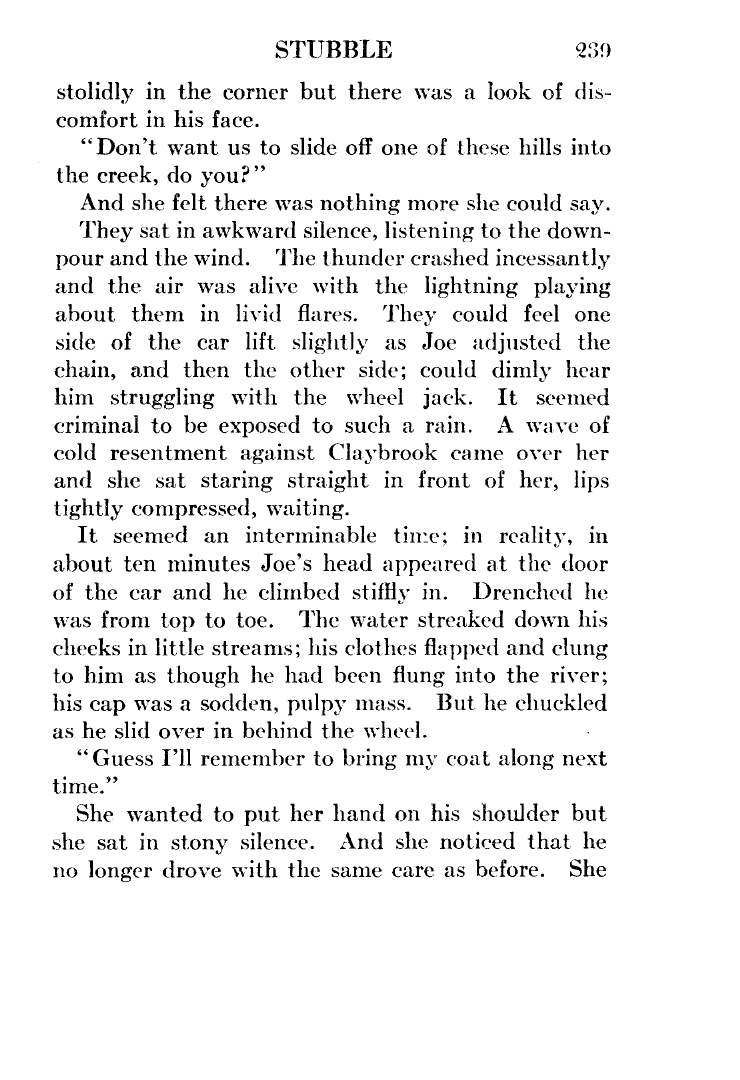 STUBBLE 239
stolidly in the corner but there was a look of dis-
comfort in his face.
"Don't want us to slide off one of these hills into
the creek, do you?"
And she felt there was nothing more she could say.
They sat in awkward silence, listening to the down-
pour and the wind. The thunder crashed incessantly
and the air was alive with the lightning playing
about them in livid flares. They could feel one
side of the car lift slightly as Joe adjusted the
chain, and then the other side; could dimly hear
him struggling with the wheel jack. It seemed
criminal to be exposed to such a rain. A wave of
cold resentment against Claybrook came over her
and she sat staring straight in front of her, lips
tightly compressed, waiting.
It seemed an interminable time; in reality, in
about ten minutes Joe's head appeared at the door
of the car and he climbed stiffly in. Drenched he
was from top to toe. The water streaked down his
cheeks in little streams; his clothes flapped and clung
to him as though he had been flung into the river;
his cap was a sodden, pulpy mass. But he chuckled
as he slid over in behind the wheel.
"Guess I'll remember to bring my coat along next
time."
She wanted to put her hand on his shoulder but
she sat in stony silence. And she noticed that he
no longer drove with the same care as before. She